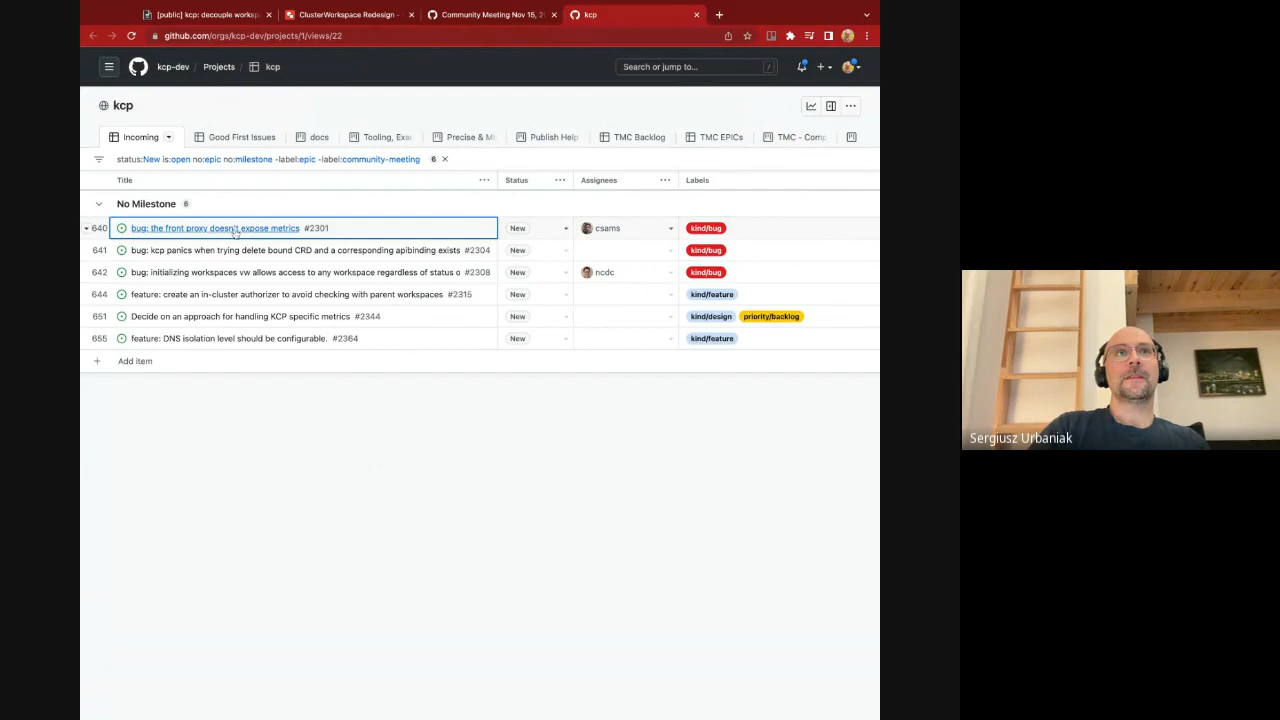 [public] kcp: decouple worksp
ClusterWorkspace Redesign -
Community Meeting Nov 15, 2
kcp
github.com/orgs/kcp-dev/projects/1/views/22
kcp-dev Projects kcp
Search or jump to... /
kcp
Incoming Good First Issues docs Tooling, Exa Precise & M Publish Help TMC Backlog TMC EPICs TMC - Comp
status:New is:open no:epic no:milestone -label:epic -label:community-meeting 6
Title Status Assignees Labels
No Milestone 6
640 bug: the front proxy doesn't expose metrics #2301 New csams kind/bug
641 bug: kcp panics when trying delete bound CRD and a corresponding apibinding exists #2304 New kind/bug
642 bug: initializing workspaces vw allows access to any workspace regardless of status o #2308 New ncdc kind/bug
644 feature: create an in-cluster authorizer to avoid checking with parent workspaces #2315 New kind/feature
651 Decide on an approach for handling KCP specific metrics #2344 New kind/design priority/backlog
655 feature: DNS isolation level should be configurable. #2364 New kind/feature
Add item
Sergiusz Urbaniak